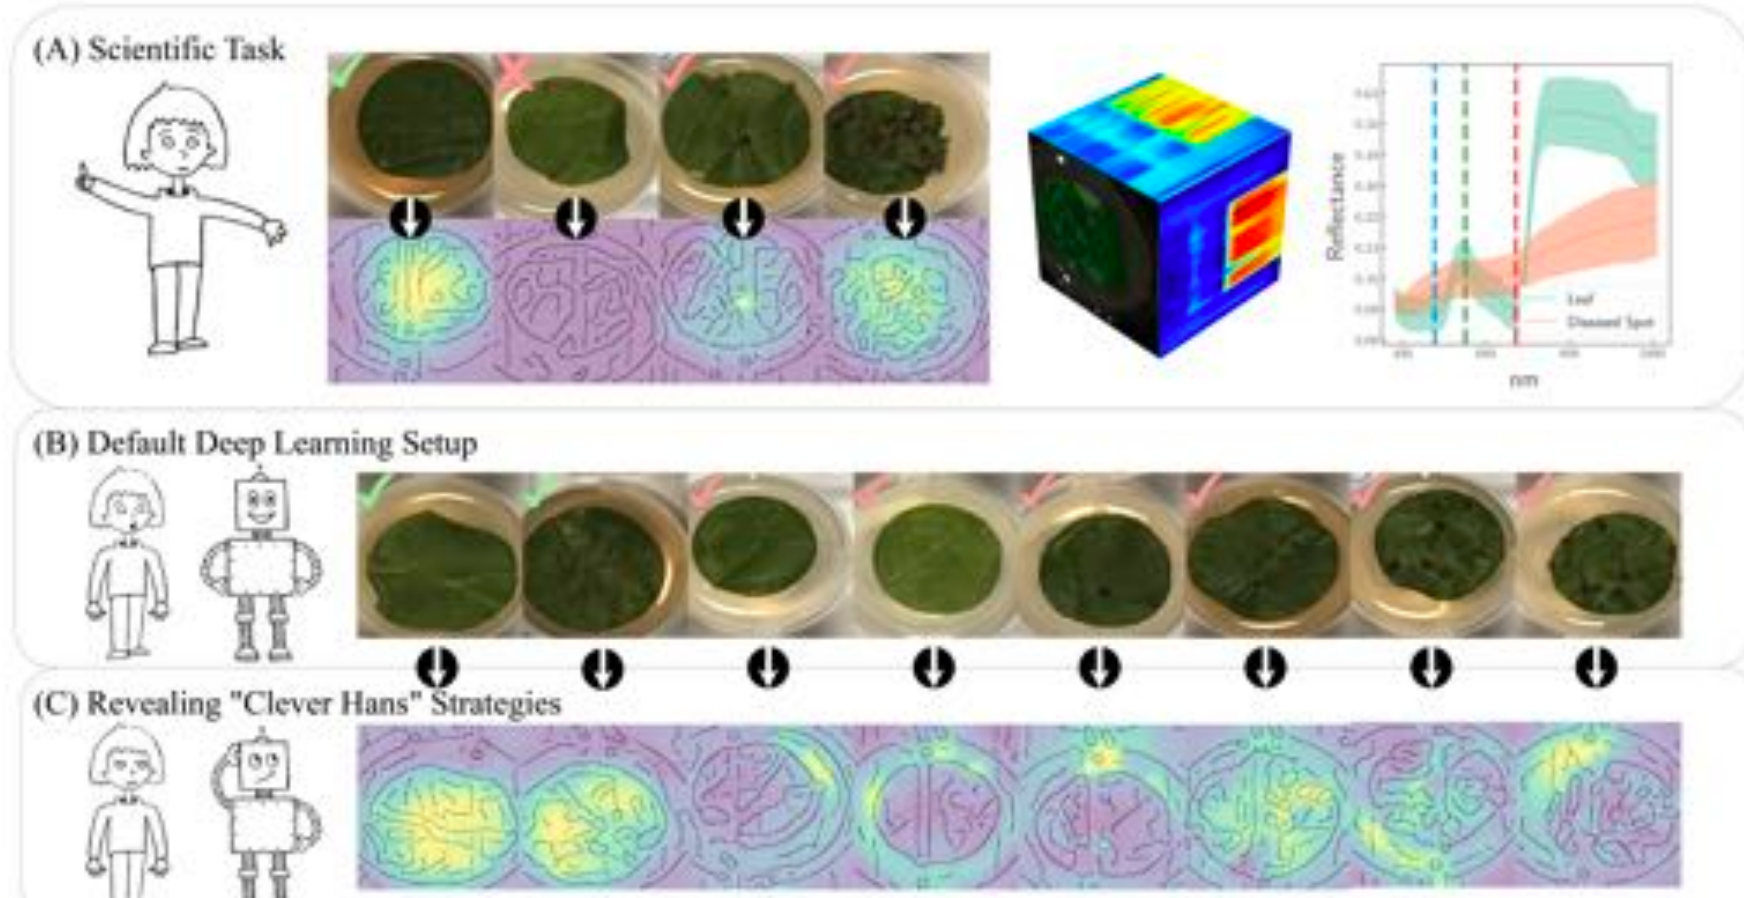 (A) Scientific Task
Reflectance
Leaf
Diseased Spot
nm
(B) Default Deep Learning Setup
(C) Revealing "Clever Hans" Strategies